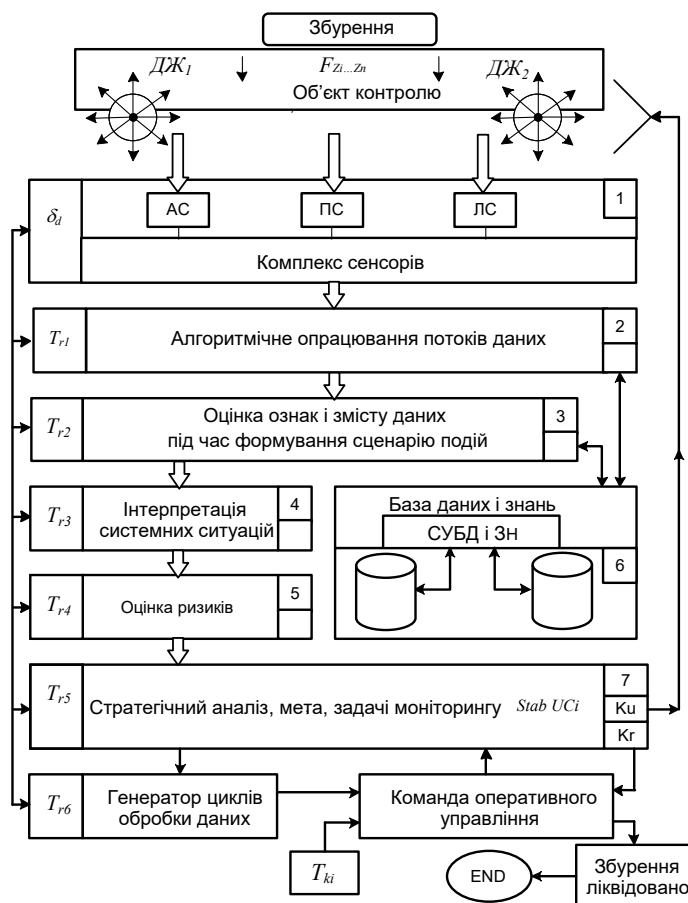 Збурення
ДЖ1 F Zi...Zn ДЖ2
Об'єкт контролю
δd АС ПС ЛС 1
Комплекс сенсорів
Tr1 Алгоритмічне опрацювання потоків даних 2
Tr2 Оцінка ознак і змісту даних 3
під час формування сценарію подій
Tr3 Інтерпретація 4
системних ситуацій
База даних і знань
СУБД і Зн
6
Tr4 Оцінка ризиків 5
Tr5 Стратегічний аналіз, мета, задачі моніторингу Stab UCi 7
Ku
Kr
Tr6 Генератор циклів
обробки даних
Команда оперативного
управління
Tki
END
Збурення
ліквідовано